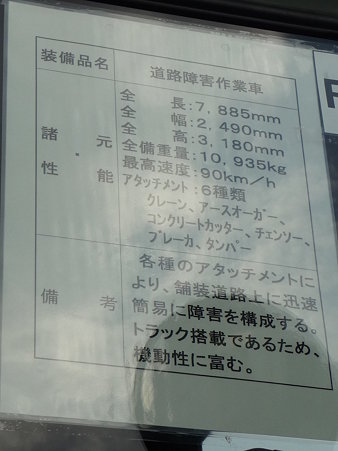 装備品名 道路障害作業車
諸元
性能
全 長:7,885mm
全 幅:2,490mm
全 高:3,180mm
全備重量:10,935kg
最高速度:90km/h
アタッチメント:6種類
クレーン、アースオーガー、
コンクリートカッター、チェンソー、
ブレーカ、タンパー
備 考
各種のアタッチメントに
より、舗装道路上に迅速
簡易に障害を構成する。
トラック搭載であるため、
機動性に富む。